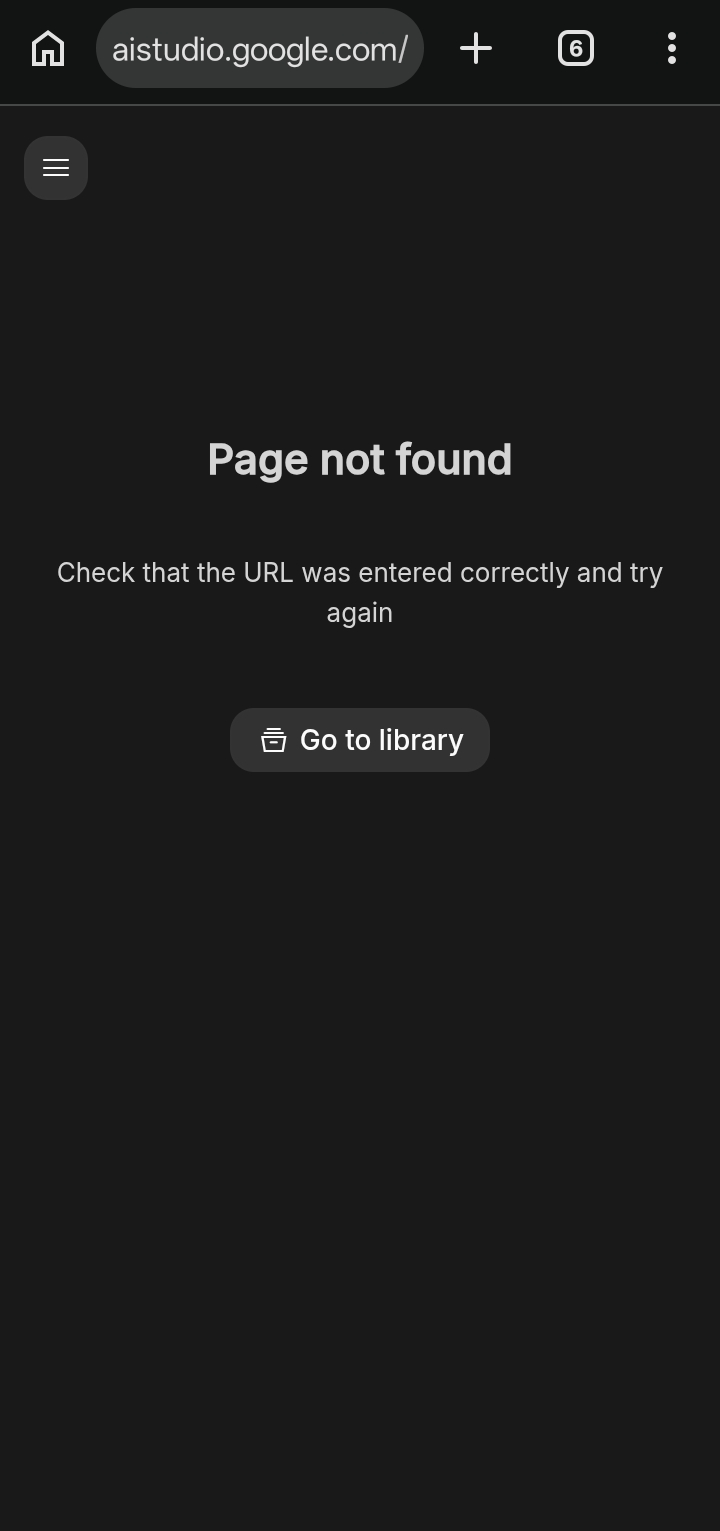 aistudio.google.com/
6
Page not found
Check that the URL was entered correctly and try
again
Go to library